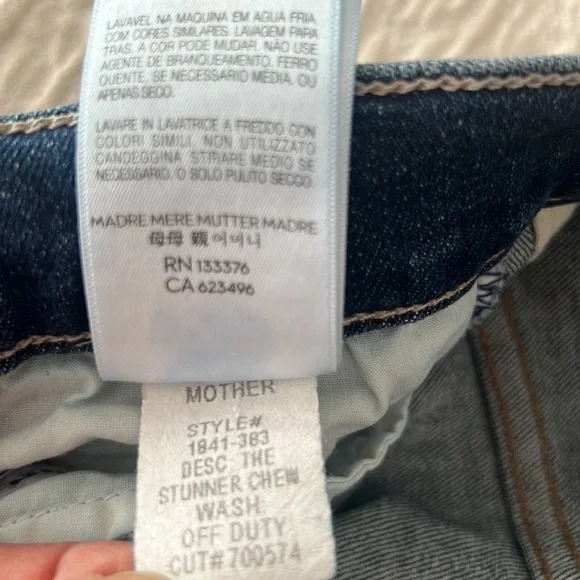 LAVAVEL NA MAQUINA EM AGUA FRIA
COM CORES SIMILARES. LAVAGEM PARA
TRAS, A COR PODE MUDAR. NÃO USE
AGENTE DE BRANQUEAMENTO. FERRO
QUENTE, SE NECESSARIO MÉDIA. OU
APENAS SECO.
LAVARE IN LAVATRICE A FREDDO CON
COLORI SIMILI. NON UTILIZZATO
CANDEGGINA. STIRARE MEDIO SE
NECESSARIO. O SOLO PULITO SECCO.
MADRE MERE MUTTER MADRE
母母 親 어머니
RN 133376
CA 623496
MOTHER
STYLE#
1841-383
DESC THE
STUNNER CHEW
WASH
OFF DUTY
CUT# 700574